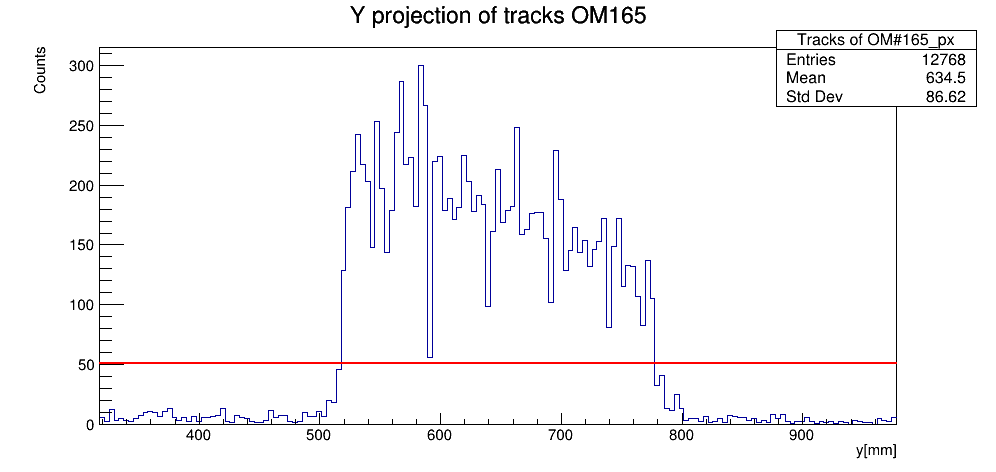 Y projection of tracks OM165
Counts
Tracks of OM#165_px
Entries 12768
Mean 634.5
Std Dev 86.62
300
250
200
150
100
50
0
400 500 600 700 800 900
y[mm]